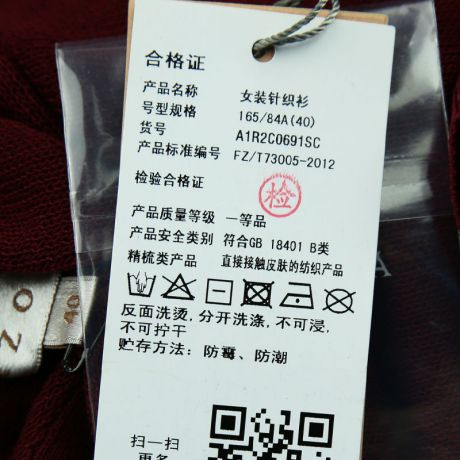 合格证
产品名称 女装针织衫
号型规格 165/84A(40)
货号 A1R2C0691SC
产品标准编号 FZ/T73005-2012
检验合格证 检
产品质量等级 一等品
产品安全类别 符合GB 18401 B类
精梳类产品 直接接触皮肤的纺织产品
反面洗烫,分开洗涤,不可浸,
不可拧干
贮存方法: 防霉、防潮
扫一扫
更多
ZO
40
A